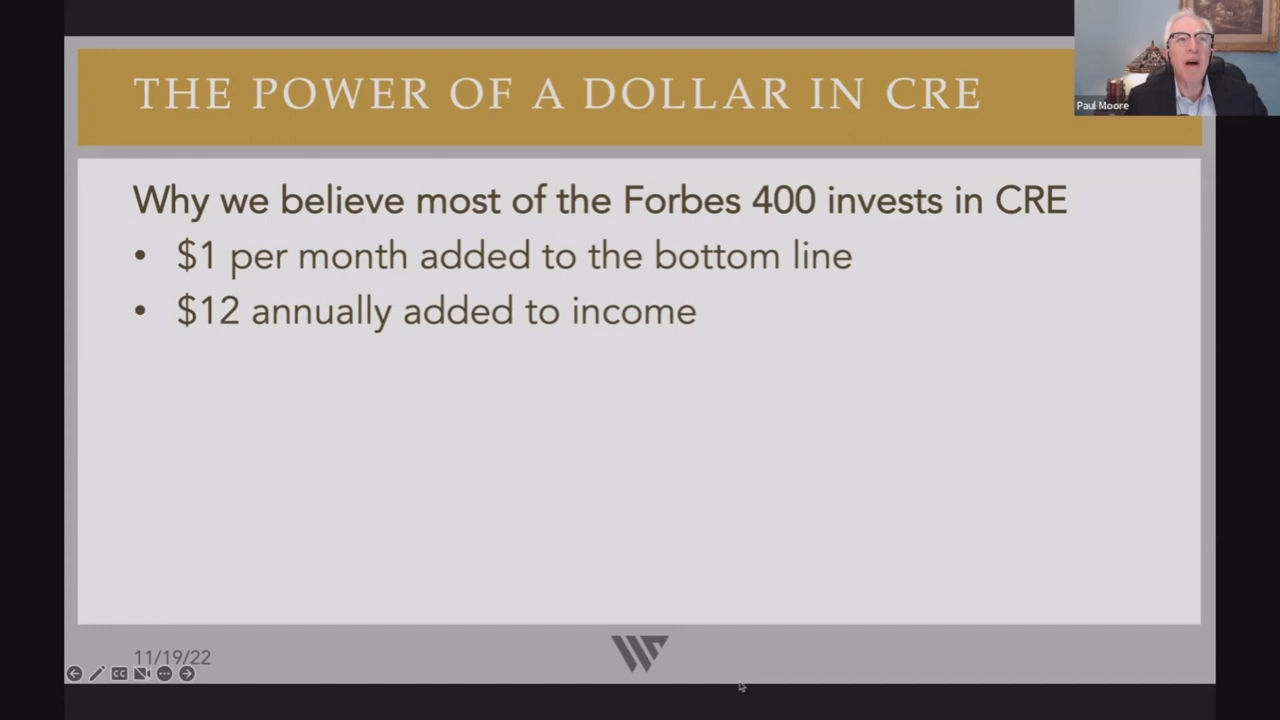 THE POWER OF A DOLLAR IN CRE
Paul Moore
Why we believe most of the Forbes 400 invests in CRE
• $1 per month added to the bottom line
• $12 annually added to income
11/19/22
CC